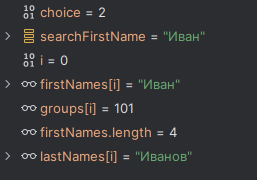 choice = 2
searchFirstName = "Иван"
i = 0
firstNames[i] = "Иван"
groups[i] = 101
firstNames.length = 4
lastNames[i] = "Иванов"